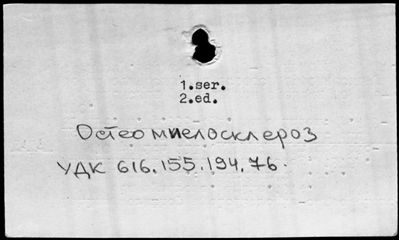 1.ser.
2.ed.
Остеомиелосклероз
УДК 616.155.194.76.